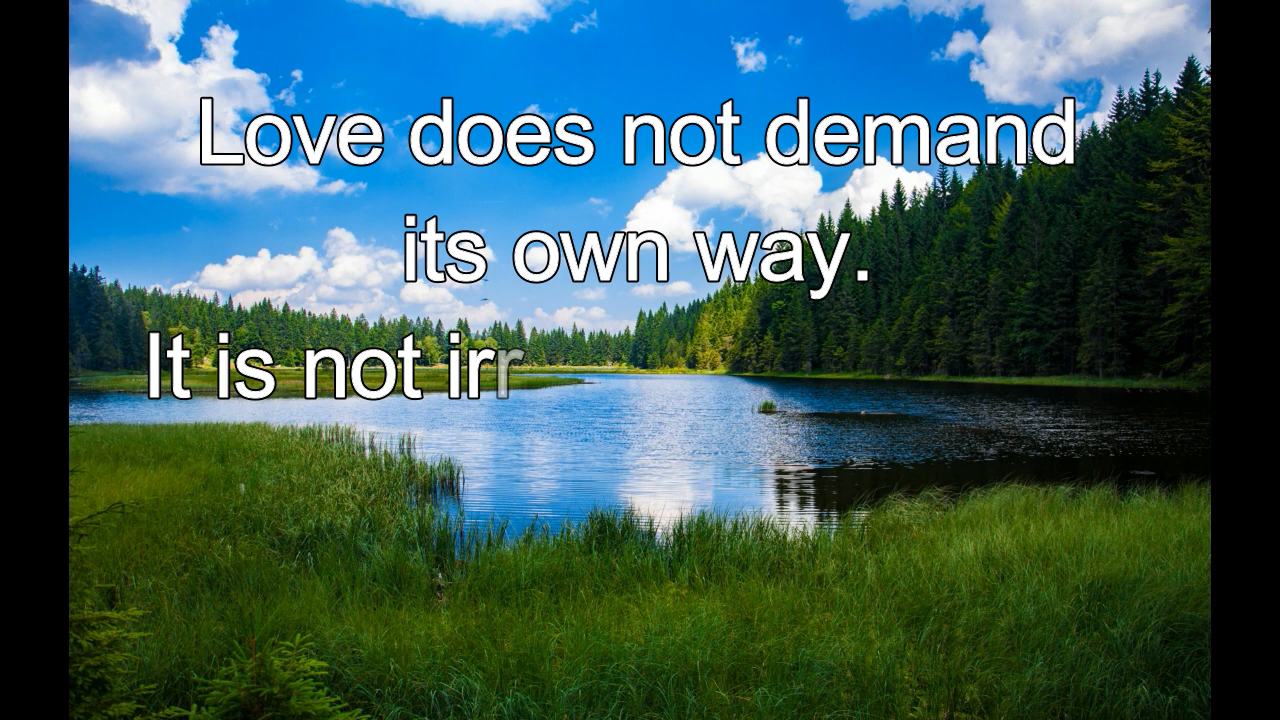 Love does not demand
its own way.
It is not irr